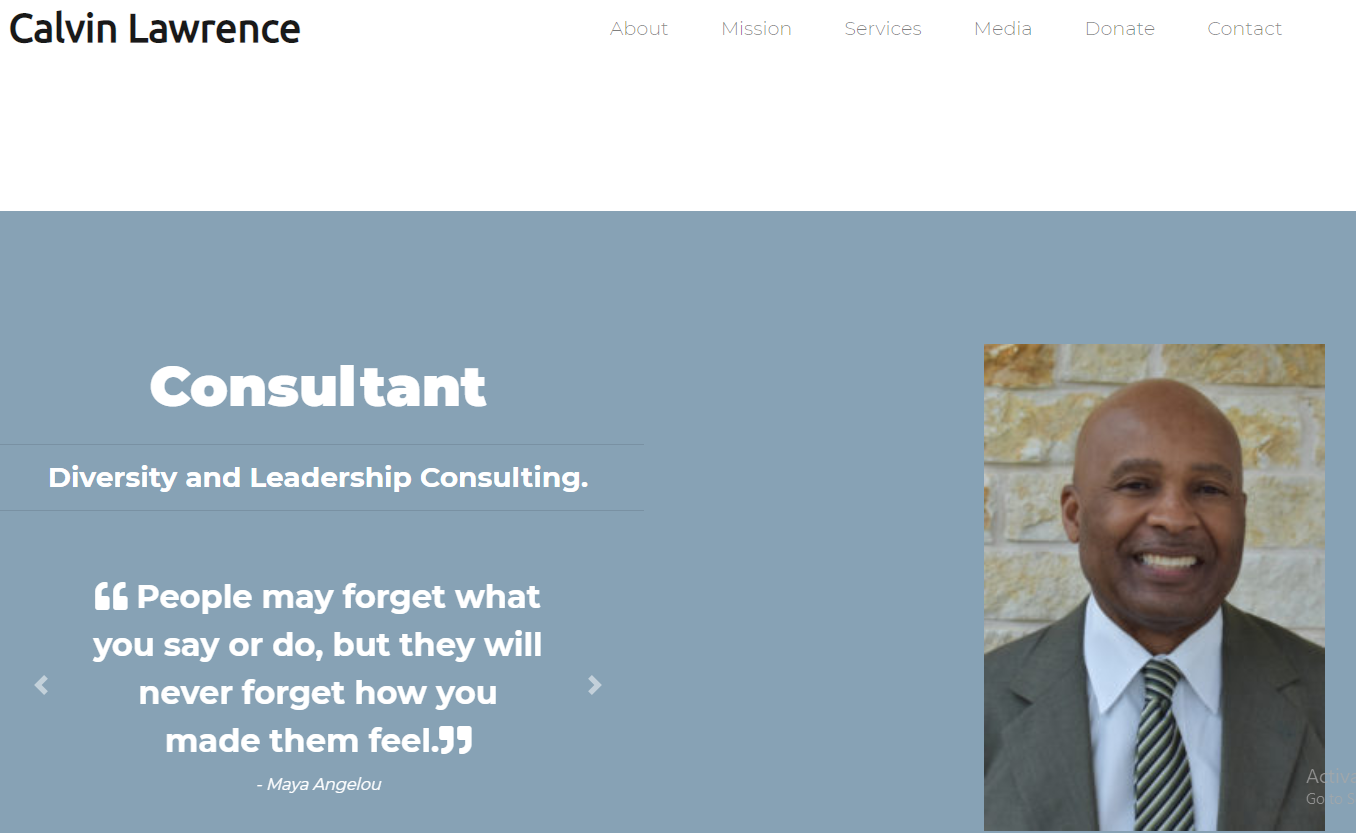 Calvin Lawrence
About Mission Services Media Donate Contact
Consultant
Diversity and Leadership Consulting.
❝ People may forget what
you say or do, but they will
never forget how you
made them feel.❞
- Maya Angelou
Activa
Go to S